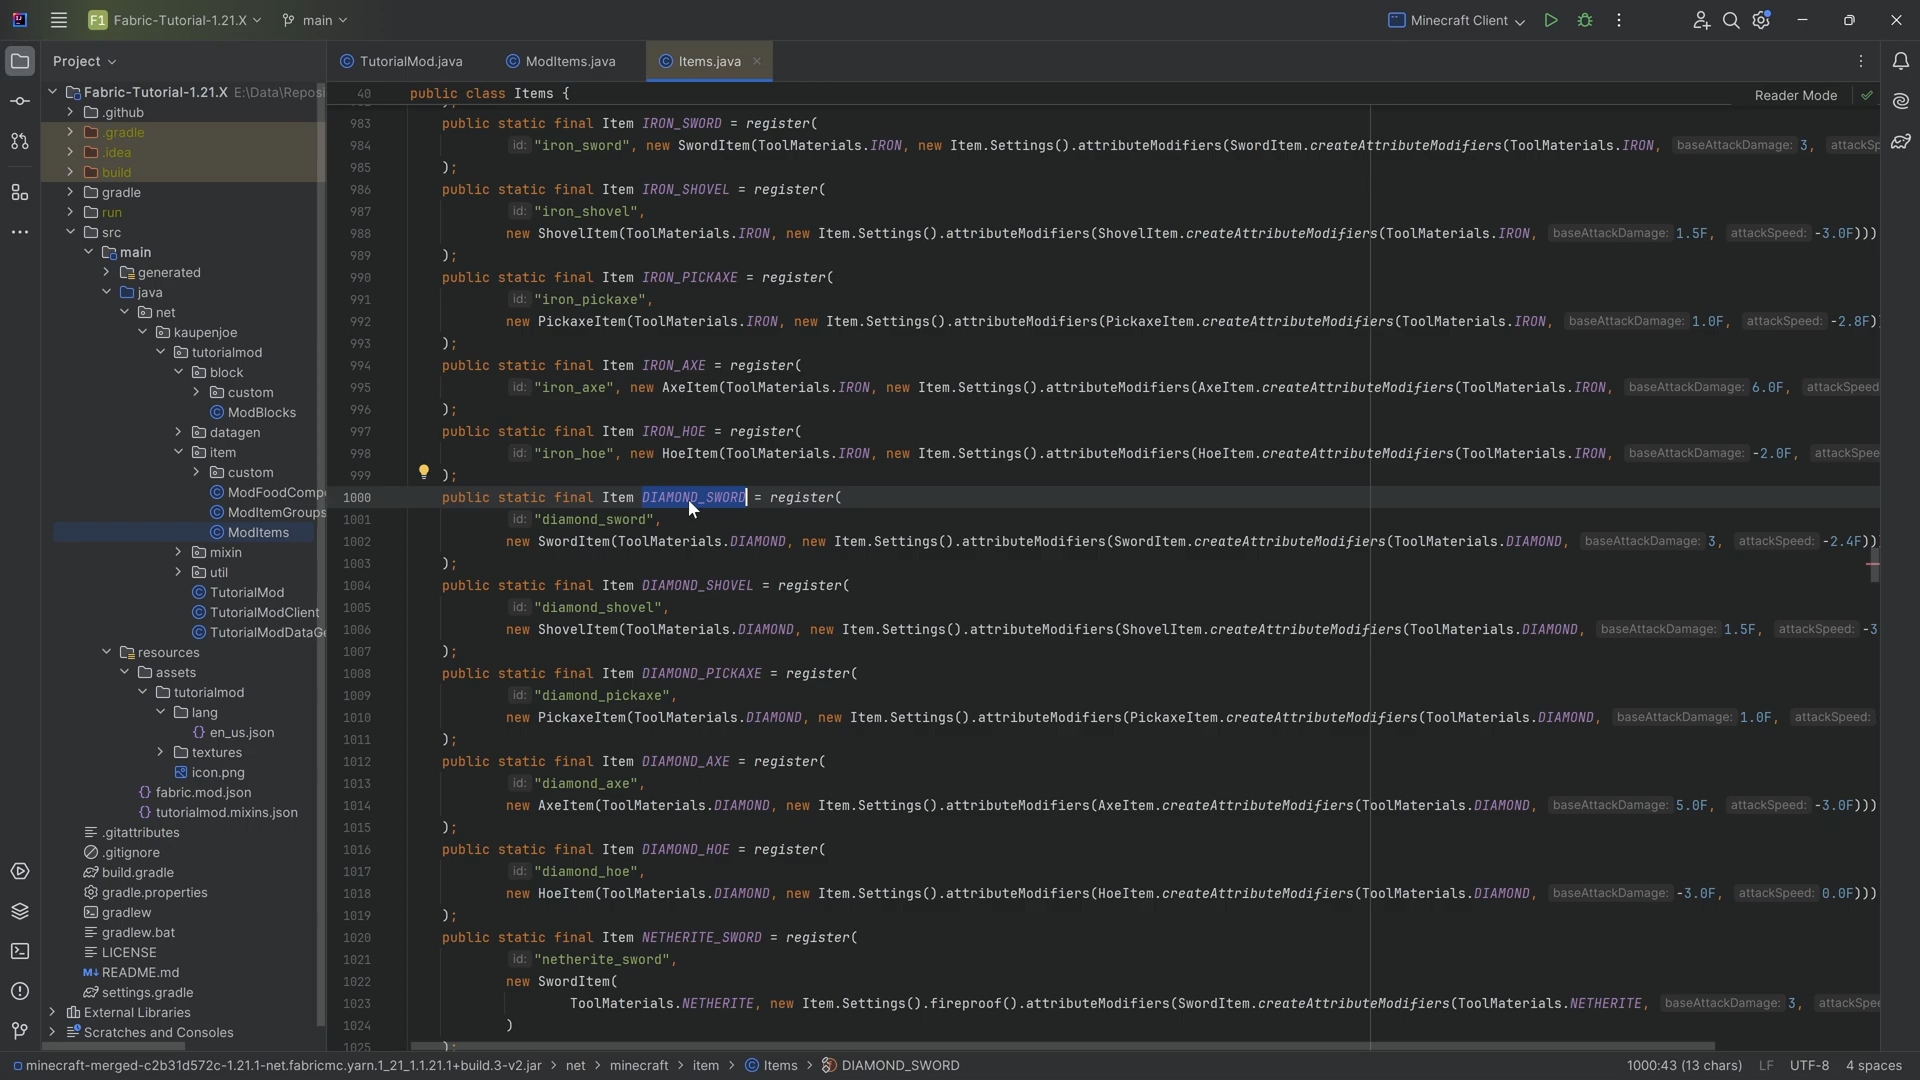 F1 Fabric-Tutorial-1.21.X main Minecraft Client
Project
TutorialMod.java ModItems.java Items.java
Fabric-Tutorial-1.21.X E:\Data\Reposi
.github
.gradle
.idea
build
gradle
run
src
main
generated
java
net
kaupenjoe
tutorialmod
block
custom
ModBlocks
datagen
item
custom
ModFoodCompo
ModItemGroups
ModItems
mixin
util
TutorialMod
TutorialModClient
TutorialModDataGe
resources
assets
tutorialmod
lang
en_us.json
textures
icon.png
fabric.mod.json
tutorialmod.mixins.json
.gitattributes
.gitignore
build.gradle
gradle.properties
gradlew
gradlew.bat
LICENSE
README.md
settings.gradle
External Libraries
Scratches and Consoles
40 public class Items {
Reader Mode
983 public static final Item IRON_SWORD = register(
984 id: "iron_sword", new SwordItem(ToolMaterials.IRON, new Item.Settings().attributeModifiers(SwordItem.createAttributeModifiers(ToolMaterials.IRON, baseAttackDamage: 3, attackSp
985 );
986 public static final Item IRON_SHOVEL = register(
987 id: "iron_shovel",
988 new ShovelItem(ToolMaterials.IRON, new Item.Settings().attributeModifiers(ShovelItem.createAttributeModifiers(ToolMaterials.IRON, baseAttackDamage: 1.5F, attackSpeed: -3.0F)))
989 );
990 public static final Item IRON_PICKAXE = register(
991 id: "iron_pickaxe",
992 new PickaxeItem(ToolMaterials.IRON, new Item.Settings().attributeModifiers(PickaxeItem.createAttributeModifiers(ToolMaterials.IRON, baseAttackDamage: 1.0F, attackSpeed: -2.8F)
993 );
994 public static final Item IRON_AXE = register(
995 id: "iron_axe", new AxeItem(ToolMaterials.IRON, new Item.Settings().attributeModifiers(AxeItem.createAttributeModifiers(ToolMaterials.IRON, baseAttackDamage: 6.0F, attackSpeed
996 );
997 public static final Item IRON_HOE = register(
998 id: "iron_hoe", new HoeItem(ToolMaterials.IRON, new Item.Settings().attributeModifiers(HoeItem.createAttributeModifiers(ToolMaterials.IRON, baseAttackDamage: -2.0F, attackSpee
999 );
1000 public static final Item DIAMOND_SWORD = register(
1001 id: "diamond_sword",
1002 new SwordItem(ToolMaterials.DIAMOND, new Item.Settings().attributeModifiers(SwordItem.createAttributeModifiers(ToolMaterials.DIAMOND, baseAttackDamage: 3, attackSpeed: -2.4F))
1003 );
1004 public static final Item DIAMOND_SHOVEL = register(
1005 id: "diamond_shovel",
1006 new ShovelItem(ToolMaterials.DIAMOND, new Item.Settings().attributeModifiers(ShovelItem.createAttributeModifiers(ToolMaterials.DIAMOND, baseAttackDamage: 1.5F, attackSpeed: -3
1007 );
1008 public static final Item DIAMOND_PICKAXE = register(
1009 id: "diamond_pickaxe",
1010 new PickaxeItem(ToolMaterials.DIAMOND, new Item.Settings().attributeModifiers(PickaxeItem.createAttributeModifiers(ToolMaterials.DIAMOND, baseAttackDamage: 1.0F, attackSpeed:
1011 );
1012 public static final Item DIAMOND_AXE = register(
1013 id: "diamond_axe",
1014 new AxeItem(ToolMaterials.DIAMOND, new Item.Settings().attributeModifiers(AxeItem.createAttributeModifiers(ToolMaterials.DIAMOND, baseAttackDamage: 5.0F, attackSpeed: -3.0F)))
1015 );
1016 public static final Item DIAMOND_HOE = register(
1017 id: "diamond_hoe",
1018 new HoeItem(ToolMaterials.DIAMOND, new Item.Settings().attributeModifiers(HoeItem.createAttributeModifiers(ToolMaterials.DIAMOND, baseAttackDamage: -3.0F, attackSpeed: 0.0F)))
1019 );
1020 public static final Item NETHERITE_SWORD = register(
1021 id: "netherite_sword",
1022 new SwordItem(
1023 ToolMaterials.NETHERITE, new Item.Settings().fireproof().attributeModifiers(SwordItem.createAttributeModifiers(ToolMaterials.NETHERITE, baseAttackDamage: 3, attackSpee
1024 )
1025 );
minecraft-merged-c2b31d572c-1.21.1-net.fabricmc.yarn.1_21_1.1.21.1+build.3-v2.jar > net > minecraft > item > Items > DIAMOND_SWORD 1000:43 (13 chars) LF UTF-8 4 spaces